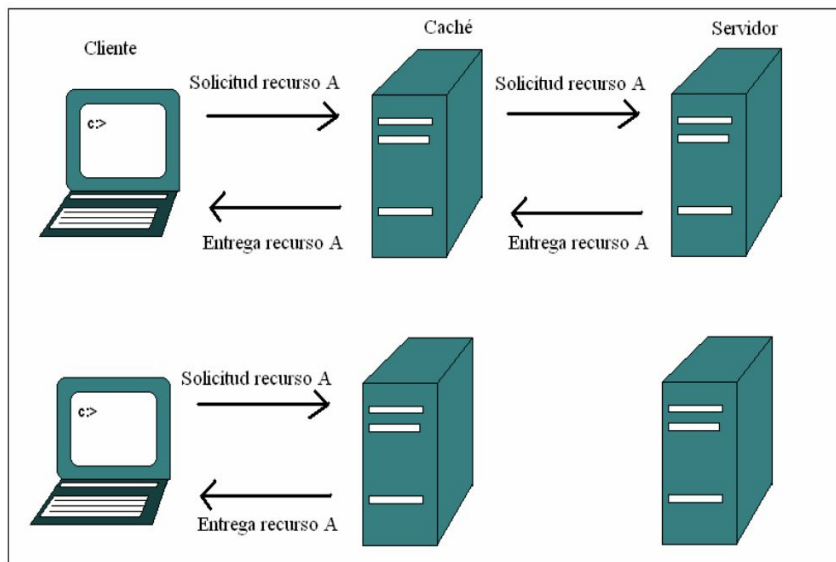 Cliente
Caché
Servidor
Solicitud recurso A
Solicitud recurso A
c:>
Entrega recurso A
Entrega recurso A
Solicitud recurso A
c:>
Entrega recurso A